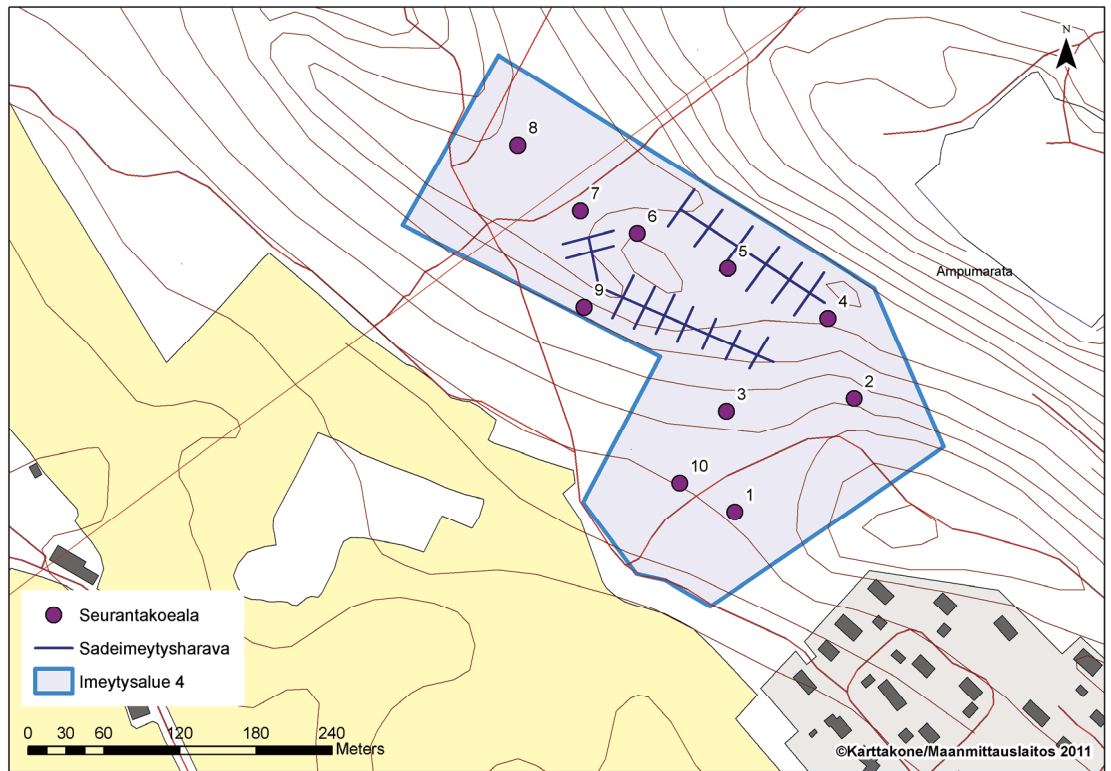 N
8
7
6
5
Ampumarata
9
4
2
3
10
1
Seurantakoeala
Sadeimeytysharava
Imeytysalue 4
0 30 60 120 180 240
Meters
©Karttakone/Maanmittauslaitos 2011